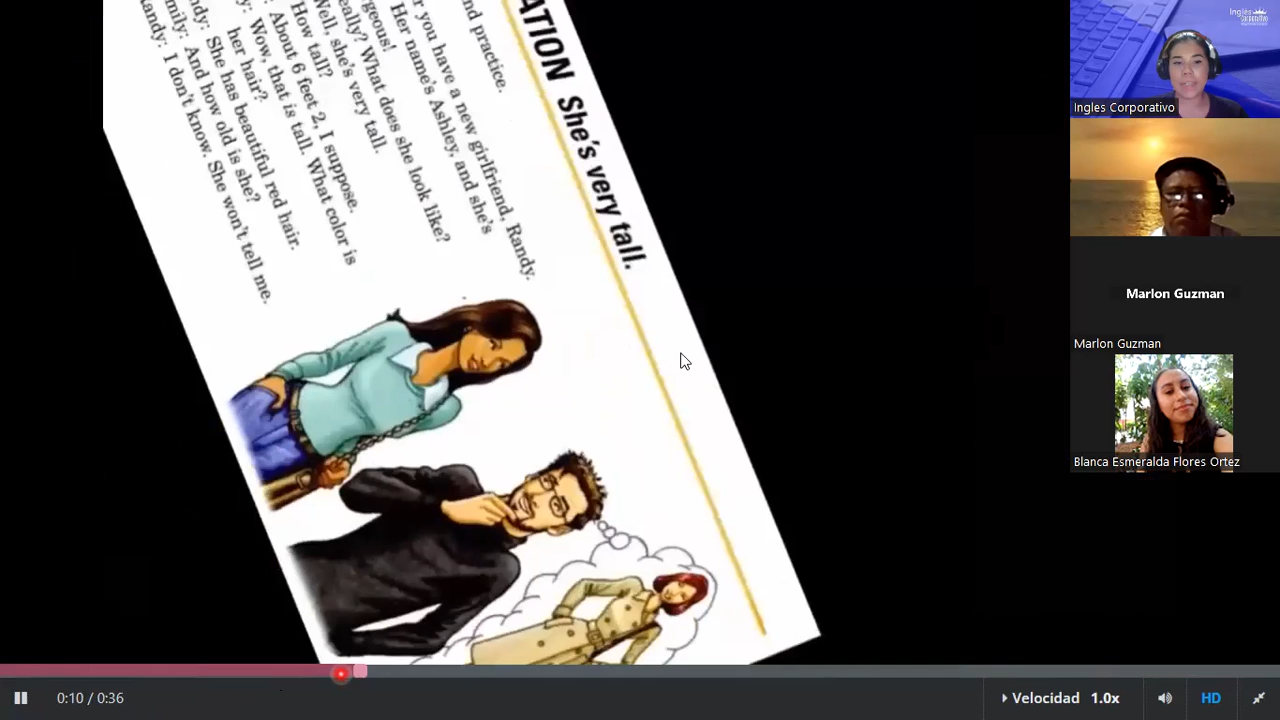 ATION She's very tall.
nd practice.
you have a new girlfriend, Randy.
Her name's Ashley, and she's
rgeous!
eally? What does she look like?
Well, she's very tall.
How tall?
About 6 feet 2, I suppose.
Wow, that is tall. What color is
her hair?
She has beautiful red hair.
And how old is she?
andy: I don't know. She won't tell me.
Inglés
Ingles Corporativo
Marlon Guzman
Marlon Guzman
Blanca Esmeralda Flores Ortez
0:10 / 0:36
Velocidad 1.0x
HD